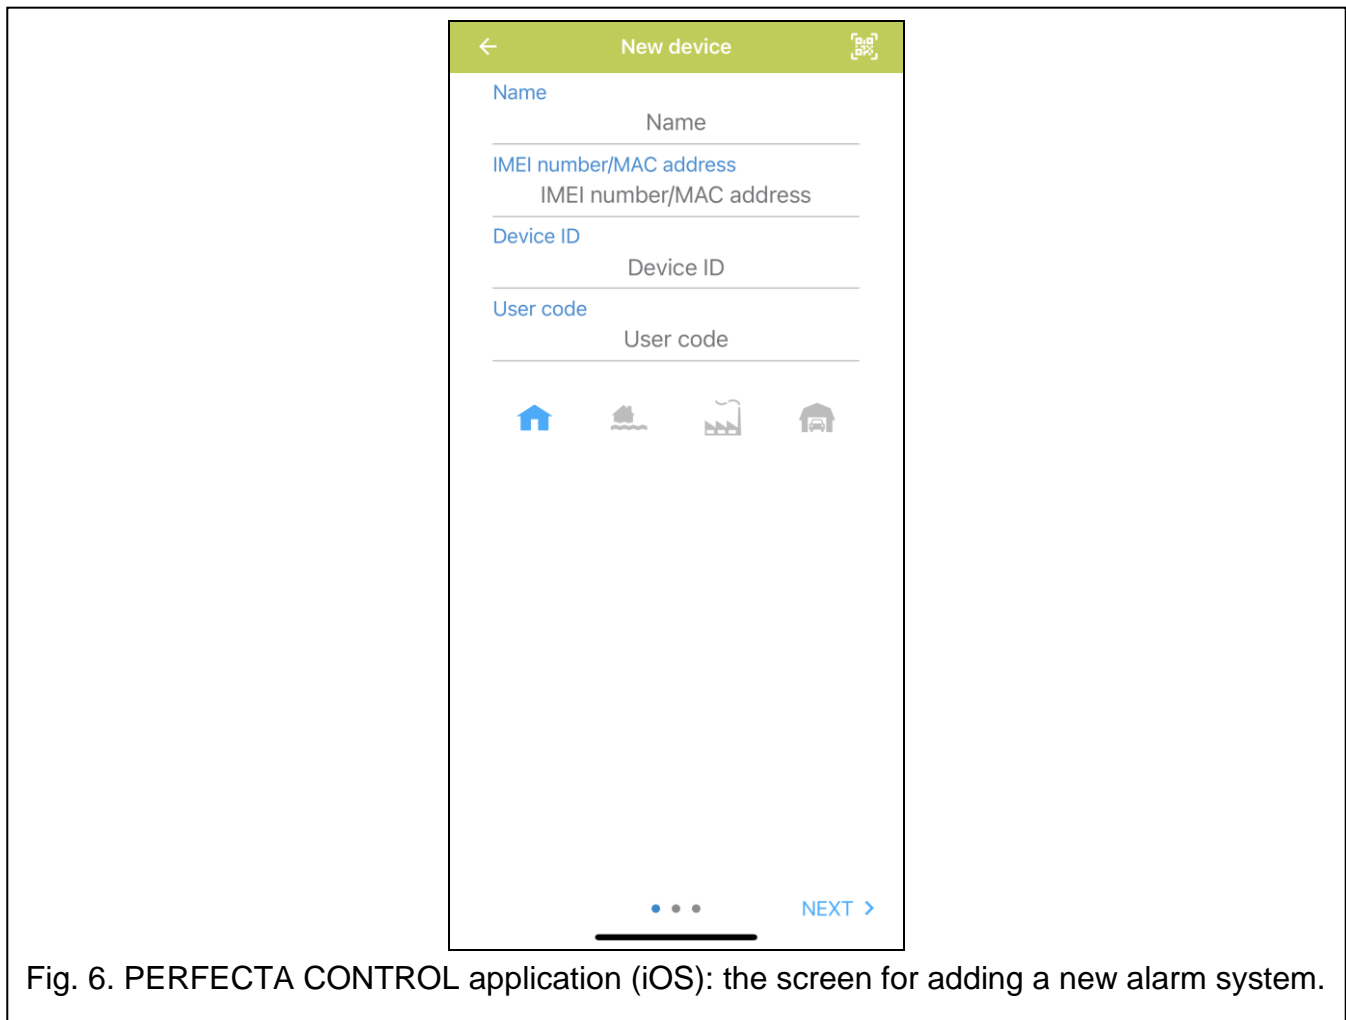 New device
Name
Name
IMEI number/MAC address
IMEI number/MAC address
Device ID
Device ID
User code
User code
NEXT
Fig. 6. PERFECTA CONTROL application (iOS): the screen for adding a new alarm system.